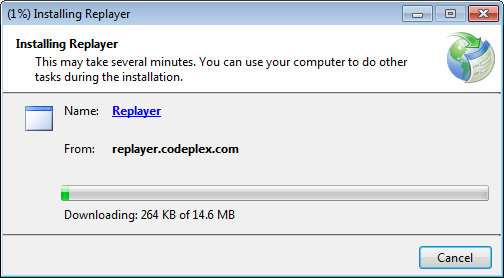 (1%) Installing Replayer
Installing Replayer
This may take several minutes. You can use your computer to do other
tasks during the installation.
Name: Replayer
From: replayer.codeplex.com
Downloading: 264 KB of 14.6 MB
Cancel